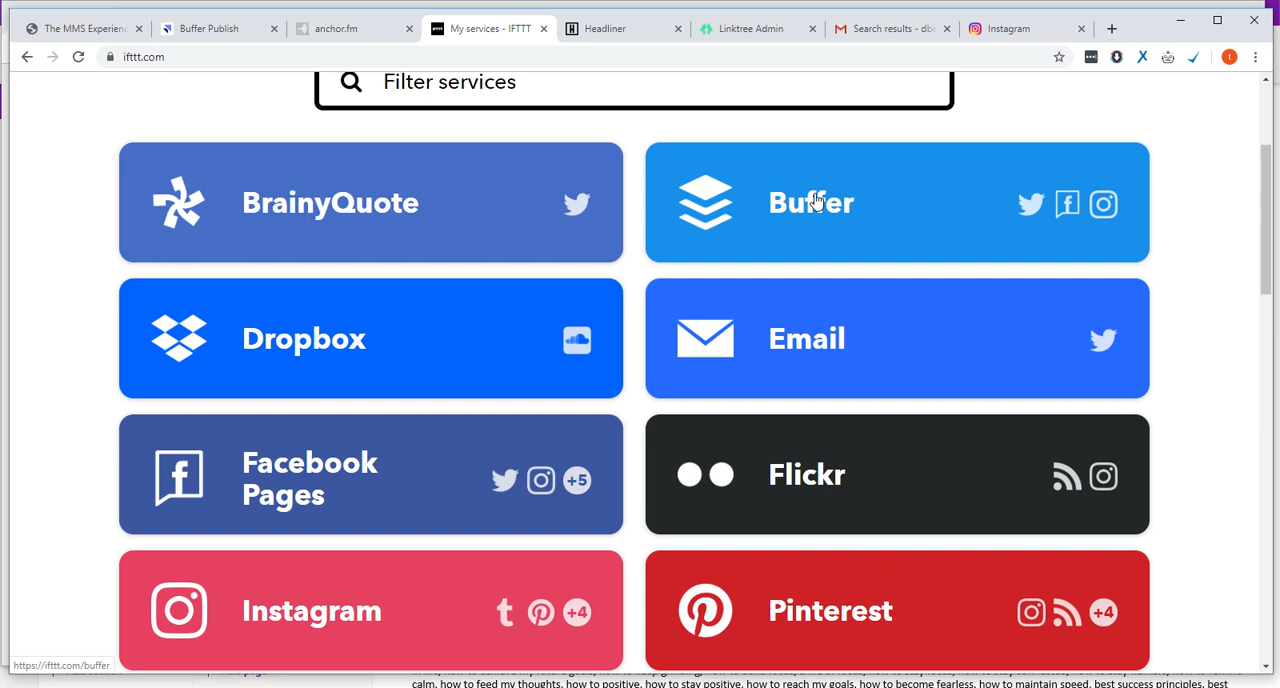 The MMS Experienc
Buffer Publish
anchor.fm
My services - IFTTT
Headliner
Linktree Admin
Search results - dbe
Instagram
ifttt.com
t
Filter services
BrainyQuote
Buffer
Dropbox
Email
Facebook
Pages
+5
Flickr
Instagram
+4
Pinterest
+4
https://ifttt.com/buffer
calm, how to feed my thoughts, how to positive, how to stay positive, how to reach my goals, how to become fearless, how to maintain speed, best success principles, best